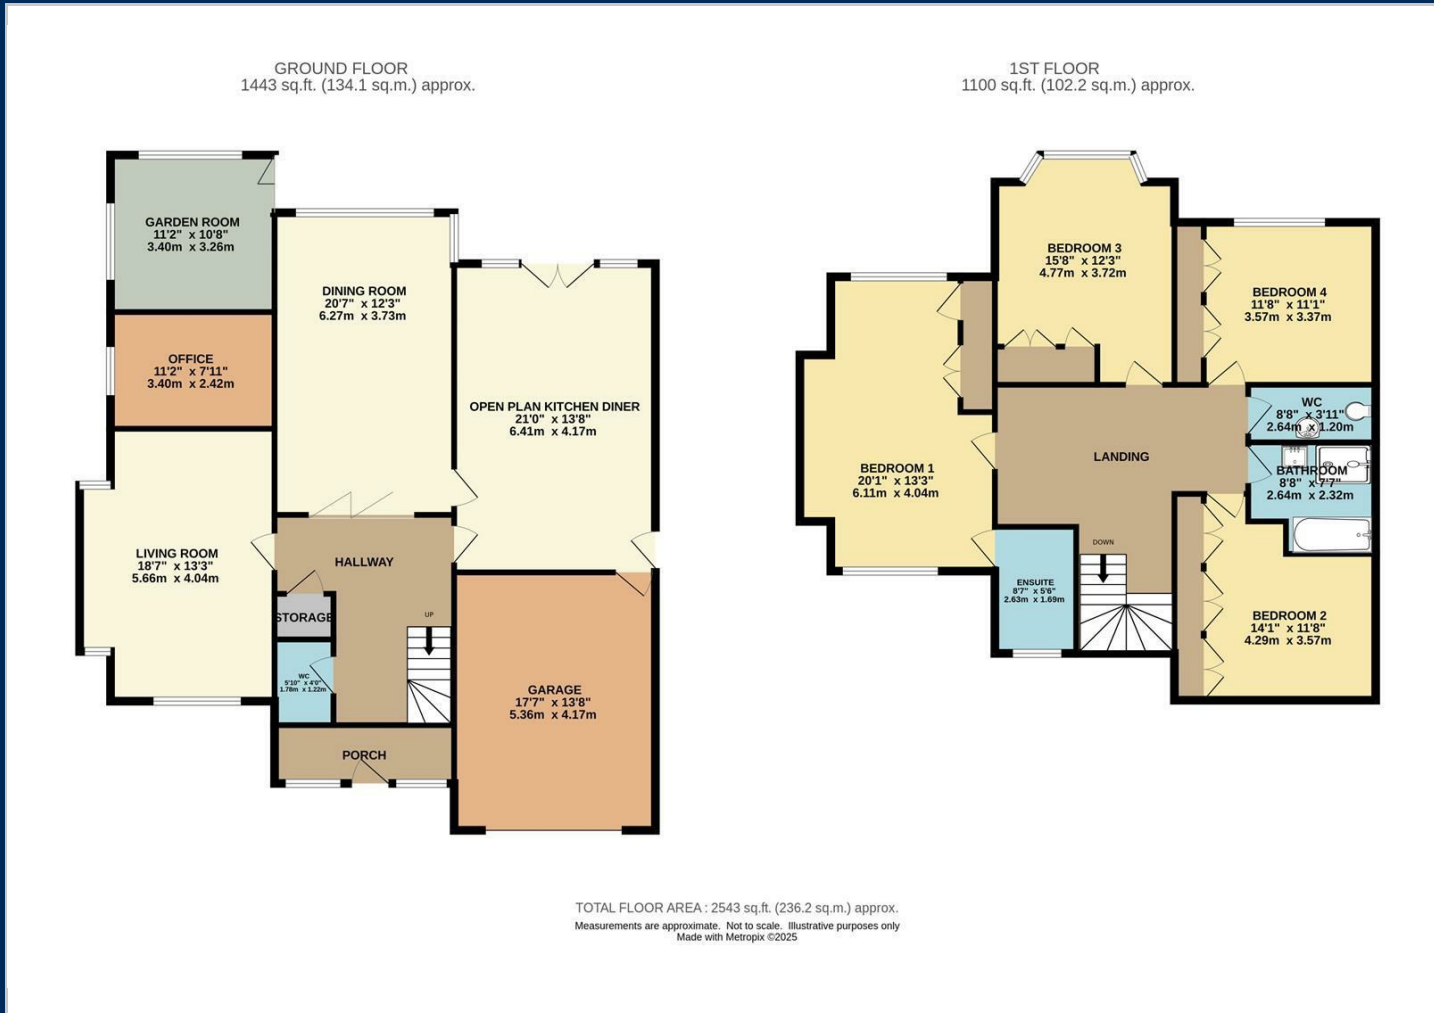 GROUND FLOOR
1443 sq.ft. (134.1 sq.m.) approx.
1ST FLOOR
1100 sq.ft. (102.2 sq.m.) approx.
GARDEN ROOM
11'2" x 10'8"
3.40m x 3.26m
DINING ROOM
20'7" x 12'3"
6.27m x 3.73m
OFFICE
11'2" x 7'11"
3.40m x 2.42m
OPEN PLAN KITCHEN DINER
21'0" x 13'8"
6.41m x 4.17m
LIVING ROOM
18'7" x 13'3"
5.66m x 4.04m
HALLWAY
STORAGE
UP
WC
5'10" x 4'0"
1.78m x 1.22m
GARAGE
17'7" x 13'8"
5.36m x 4.17m
PORCH
BEDROOM 3
15'8" x 12'3"
4.77m x 3.72m
BEDROOM 4
11'8" x 11'1"
3.57m x 3.37m
WC
8'8" x 3'11"
2.64m x 1.20m
LANDING
BEDROOM 1
20'1" x 13'3"
6.11m x 4.04m
BATHROOM
8'8" x 7'7"
2.64m x 2.32m
DOWN
ENSUITE
8'7" x 5'6"
2.63m x 1.69m
BEDROOM 2
14'1" x 11'8"
4.29m x 3.57m
TOTAL FLOOR AREA : 2543 sq.ft. (236.2 sq.m.) approx.
Measurements are approximate. Not to scale. Illustrative purposes only
Made with Metropix ©2025